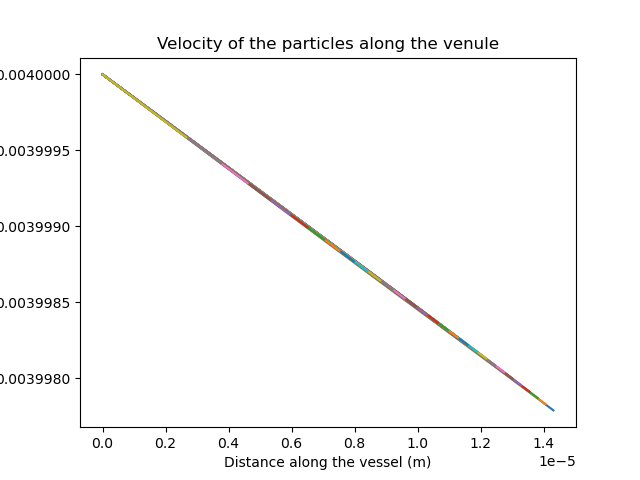 Velocity of the particles along the venule
0.0040000
0.0039995
0.0039990
0.0039985
0.0039980
0.0 0.2 0.4 0.6 0.8 1.0 1.2 1.4
1e−5
Distance along the vessel (m)